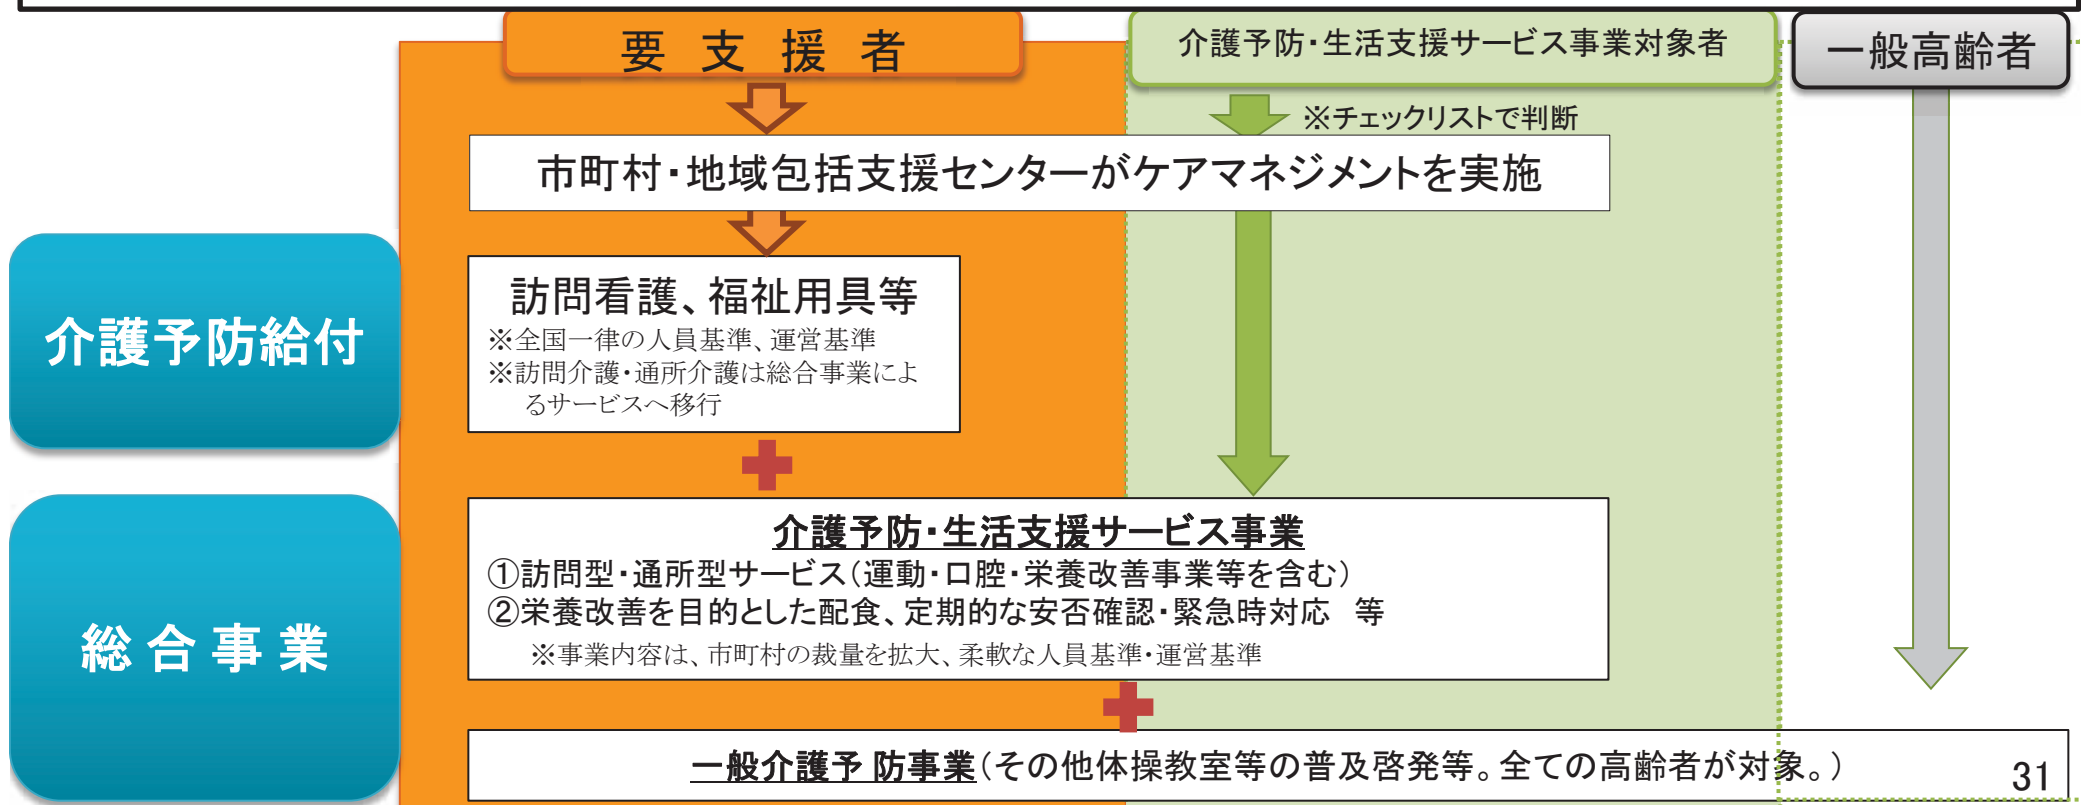 要 支 援 者
介護予防・生活支援サービス事業対象者
一般高齢者
※チェックリストで判断
市町村・地域包括支援センターがケアマネジメントを実施
介護予防給付
訪問看護、福祉用具等
※全国一律の人員基準、運営基準
※訪問介護・通所介護は総合事業によ
るサービスへ移行
総 合 事 業
介護予防・生活支援サービス事業
①訪問型・通所型サービス(運動・口腔・栄養改善事業等を含む)
②栄養改善を目的とした配食、定期的な安否確認・緊急時対応　等
※事業内容は、市町村の裁量を拡大、柔軟な人員基準・運営基準
一般介護予 防事業(その他体操教室等の普及啓発等。全ての高齢者が対象。)
31